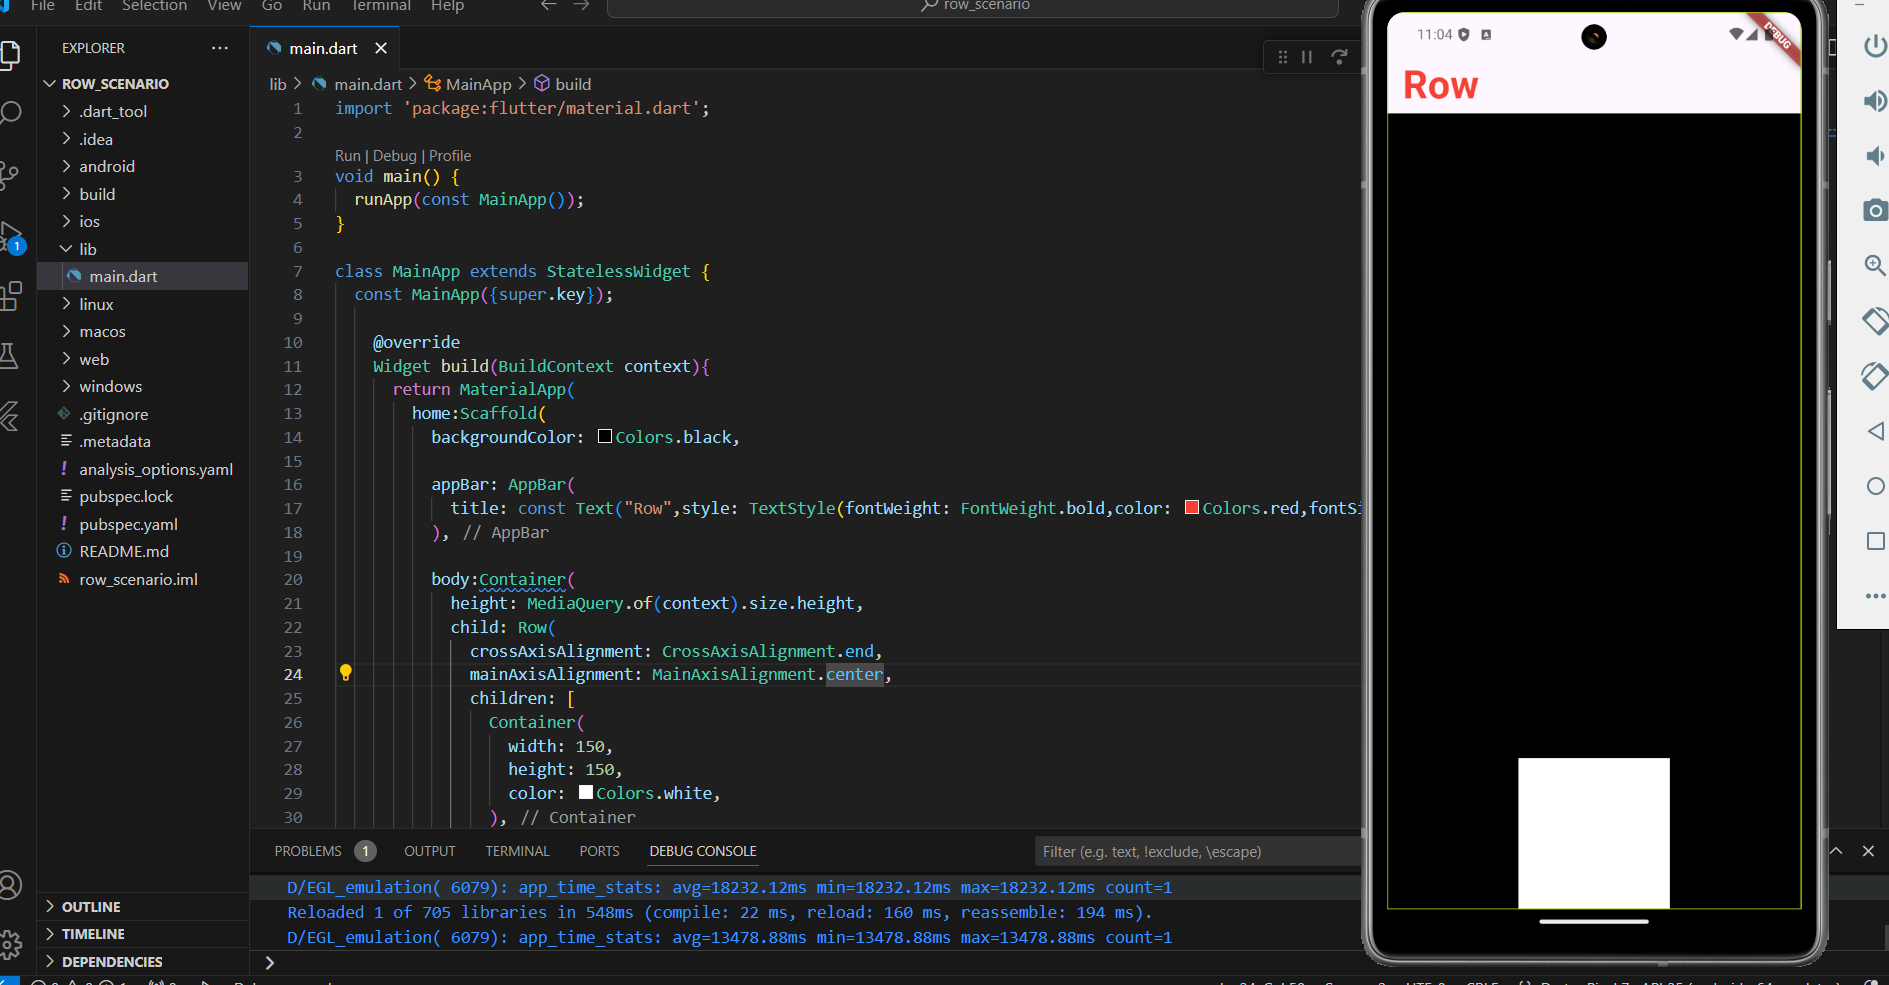 File Edit Selection View Go Run Terminal Help
row_scenario
EXPLORER
ROW_SCENARIO
.dart_tool
.idea
android
build
ios
lib
main.dart
linux
macos
web
windows
.gitignore
.metadata
analysis_options.yaml
pubspec.lock
pubspec.yaml
README.md
row_scenario.iml
OUTLINE
TIMELINE
DEPENDENCIES
1
main.dart
lib > main.dart > MainApp > build
1 import 'package:flutter/material.dart';
2
Run | Debug | Profile
3 void main() {
4 runApp(const MainApp());
5 }
6
7 class MainApp extends StatelessWidget {
8 const MainApp({super.key});
9
10 @override
11 Widget build(BuildContext context){
12 return MaterialApp(
13 home:Scaffold(
14 backgroundColor: Colors.black,
15
16 appBar: AppBar(
17 title: const Text("Row",style: TextStyle(fontWeight: FontWeight.bold,color: Colors.red,fontSi
18 ), // AppBar
19
20 body:Container(
21 height: MediaQuery.of(context).size.height,
22 child: Row(
23 crossAxisAlignment: CrossAxisAlignment.end,
24 mainAxisAlignment: MainAxisAlignment.center,
25 children: [
26 Container(
27 width: 150,
28 height: 150,
29 color: Colors.white,
30 ), // Container
PROBLEMS 1 OUTPUT TERMINAL PORTS DEBUG CONSOLE
Filter (e.g. text, !exclude, \escape)
D/EGL_emulation( 6079): app_time_stats: avg=18232.12ms min=18232.12ms max=18232.12ms count=1
Reloaded 1 of 705 libraries in 548ms (compile: 22 ms, reload: 160 ms, reassemble: 194 ms).
D/EGL_emulation( 6079): app_time_stats: avg=13478.88ms min=13478.88ms max=13478.88ms count=1
11:04
DEBUG
Row